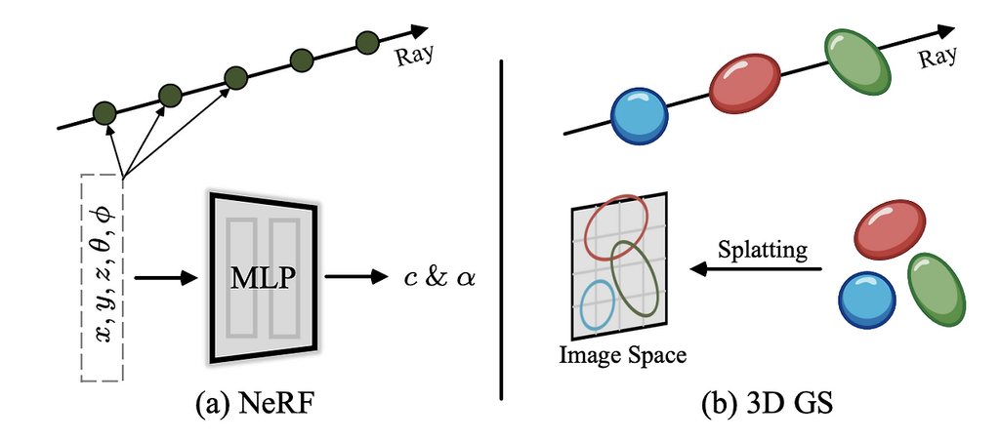 Ray
x, y, z, θ, ϕ
MLP
c & α
(a) NeRF
Ray
Splatting
Image Space
(b) 3D GS